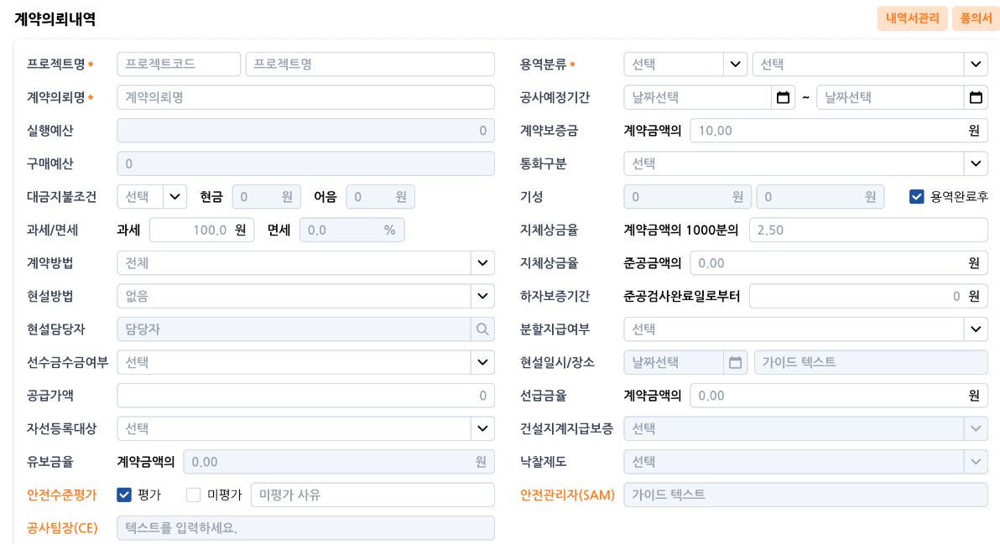 계약의뢰내역 내역서관리 품의서
프로젝트명* 프로젝트코드 프로젝트명 용역분류* 선택 선택
계약의뢰명* 계약의뢰명 공사예정기간 날짜선택 ~ 날짜선택
실행예산 0 계약보증금 계약금액의 10.00 원
구매예산 0 통화구분 선택
대금지불조건 선택 현금 0 원 어음 0 원 기성 0 원 0 원 용역완료후
과세/면세 과세 100.0 원 면세 0.0 % 지체상금율 계약금액의 1000분의 2.50
계약방법 전체 지체상금율 준공금액의 0.00 원
현설방법 없음 하자보증기간 준공검사완료일로부터 0 원
현설담당자 담당자 분할지급여부 선택
선수금수금여부 선택 현설일시/장소 날짜선택 가이드 텍스트
공급가액 0 선급금율 계약금액의 0.00 원
자선등록대상 선택 건설지계지급보증 선택
유보금율 계약금액의 0.00 원 낙찰제도 선택
안전수준평가 평가 미평가 미평가 사유 안전관리자(SAM) 가이드 텍스트
공사팀장(CE) 텍스트를 입력하세요.